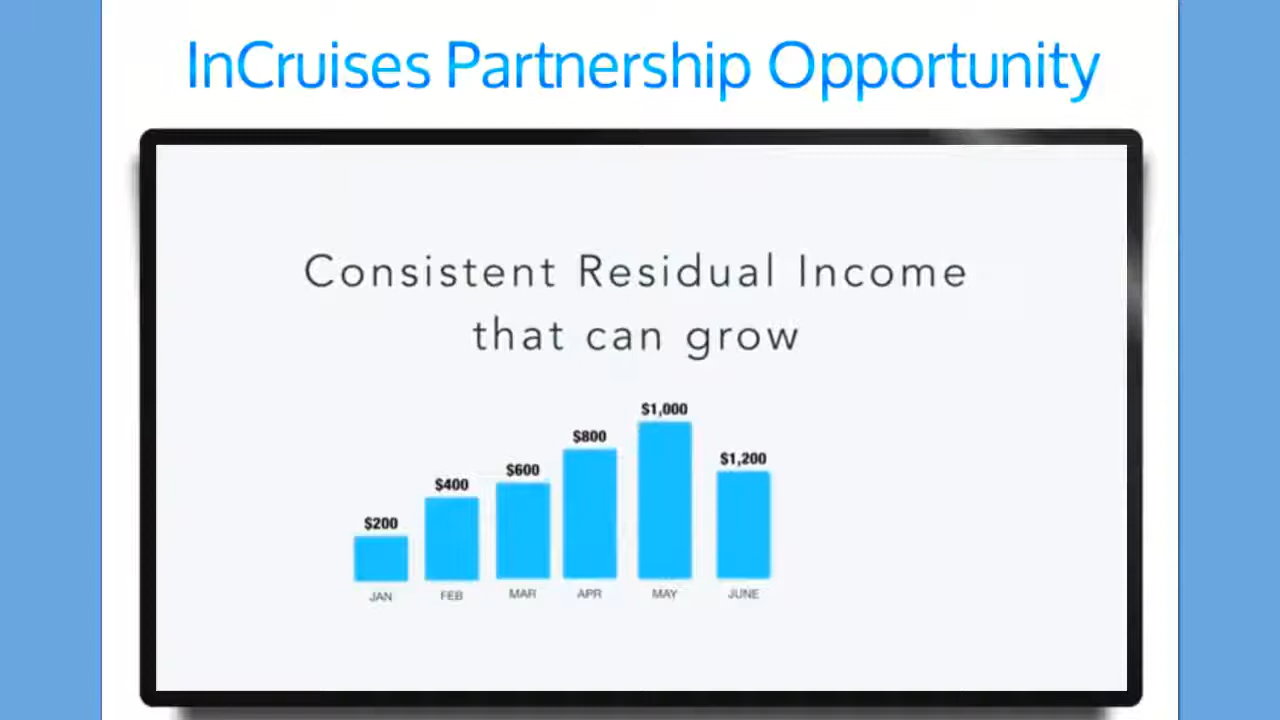 InCruises Partnership Opportunity
Consistent Residual Income
that can grow
$200
$400
$600
$800
$1,000
$1,200
JAN
FEB
MAR
APR
MAY
JUNE